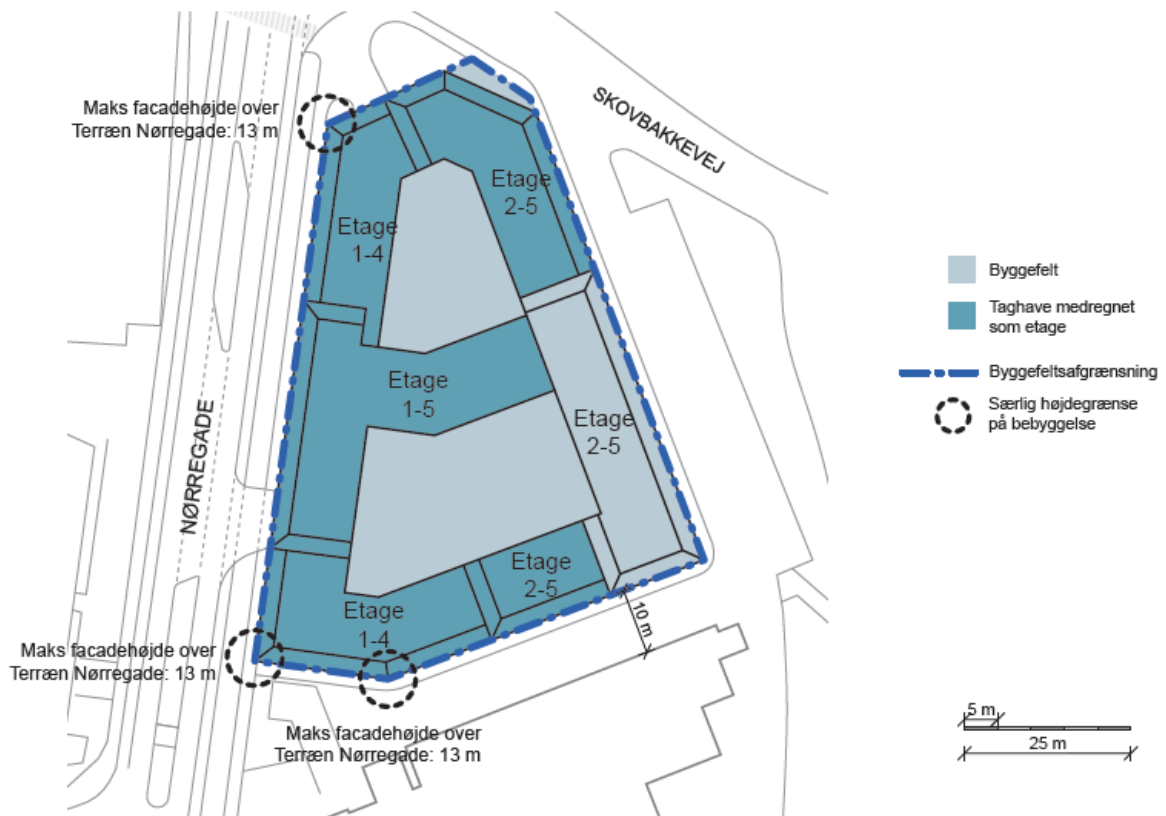 Maks facadehøjde over
Terræn Nørregade: 13 m
SKOVBAKKEVEJ
Etage
2-5
Etage
1-4
Byggefelt
Taghave medregnet
som etage
Byggefeltsafgrænsning
Særlig højdegrænse
på bebyggelse
Etage
1-5
NØRREGADE
Etage
2-5
Etage
2-5
Etage
1-4
10 m
Maks facadehøjde over
Terræn Nørregade: 13 m
Maks facadehøjde over
Terræn Nørregade: 13 m
5 m
25 m